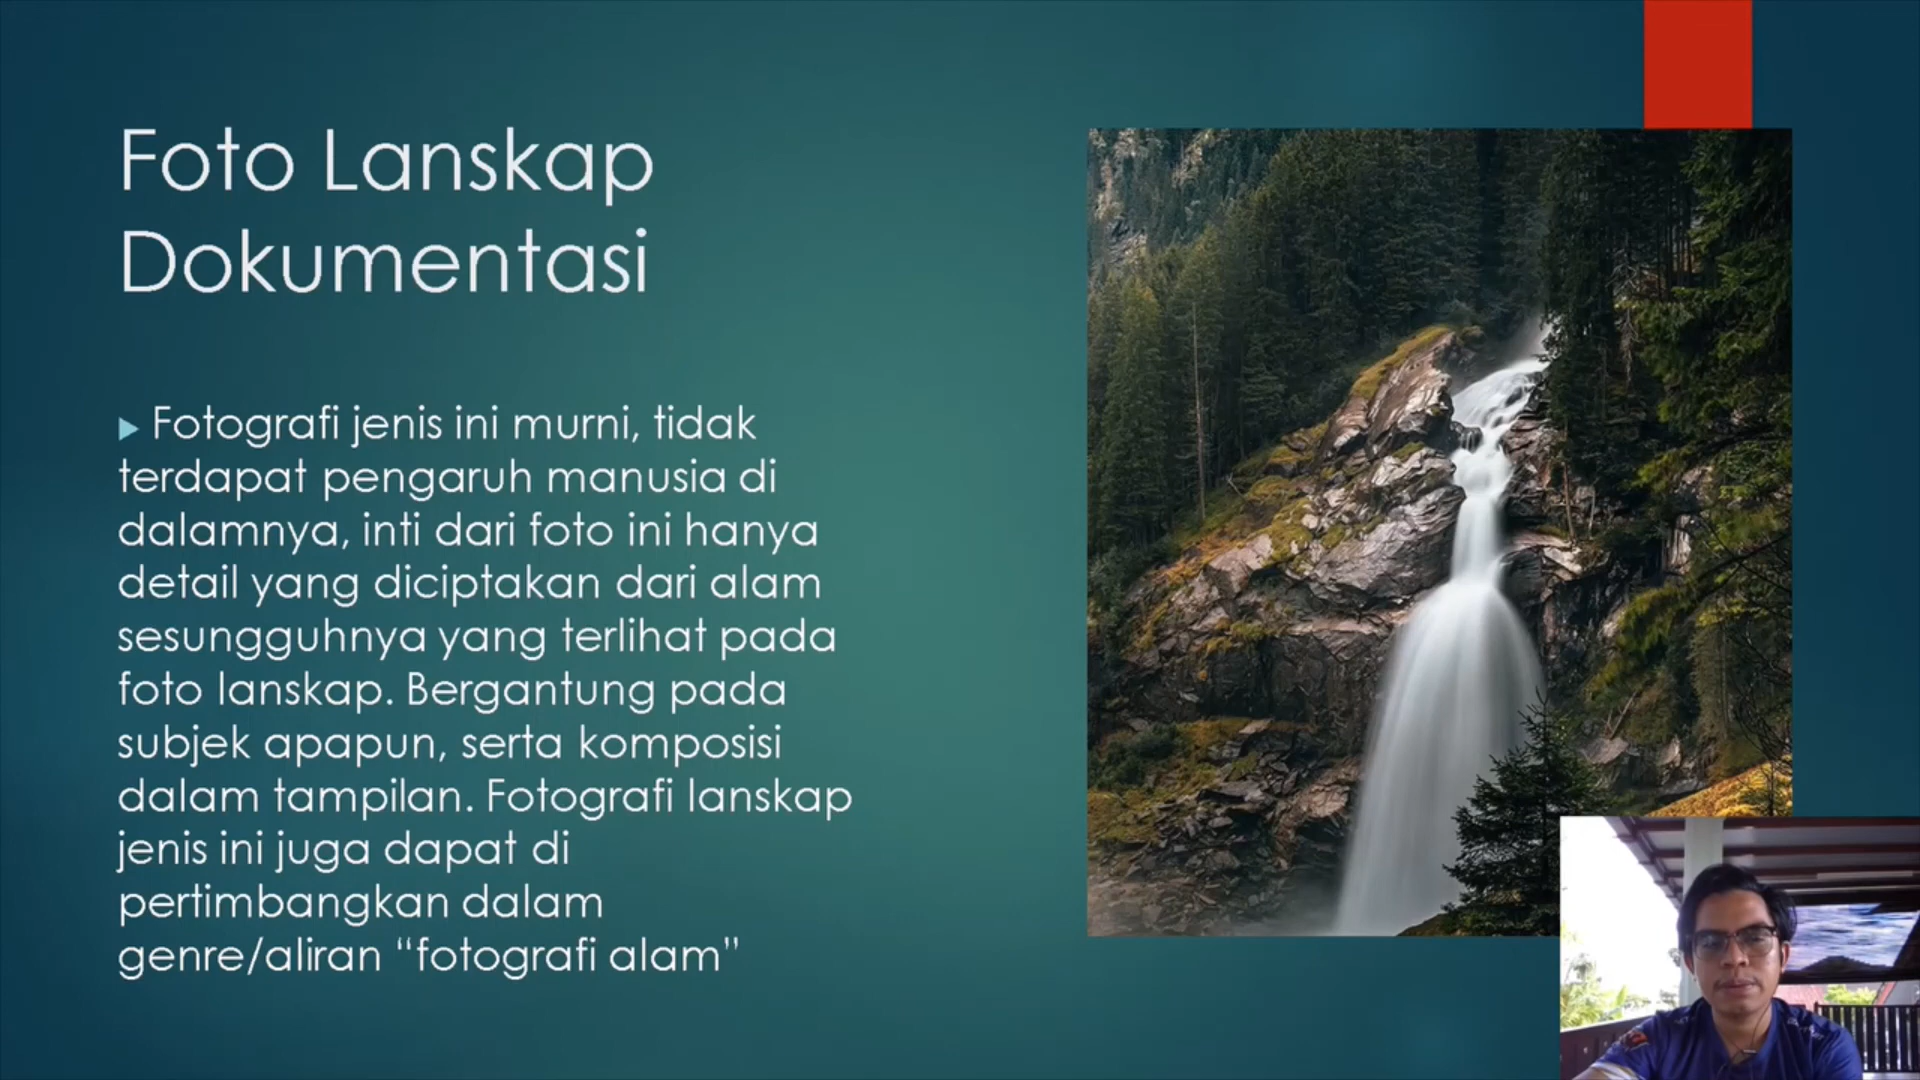 Foto Lanskap
Dokumentasi
Fotografi jenis ini murni, tidak
terdapat pengaruh manusia di
dalamnya, inti dari foto ini hanya
detail yang diciptakan dari alam
sesungguhnya yang terlihat pada
foto lanskap. Bergantung pada
subjek apapun, serta komposisi
dalam tampilan. Fotografi lanskap
jenis ini juga dapat di
pertimbangkan dalam
genre/aliran “fotografi alam”